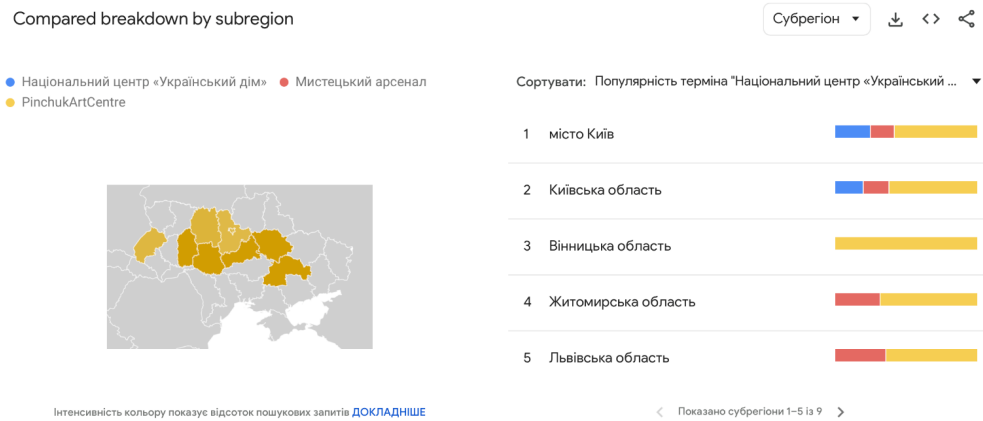 Compared breakdown by subregion
Субрегіон
Національний центр «Український дім»
Мистецький арсенал
PinchukArtCentre
Сортувати: Популярність терміна "Національний центр «Український ...
1 місто Київ
2 Київська область
3 Вінницька область
4 Житомирська область
5 Львівська область
Інтенсивність кольору показує відсоток пошукових запитів ДОКЛАДНІШЕ
Показано субрегіони 1–5 із 9